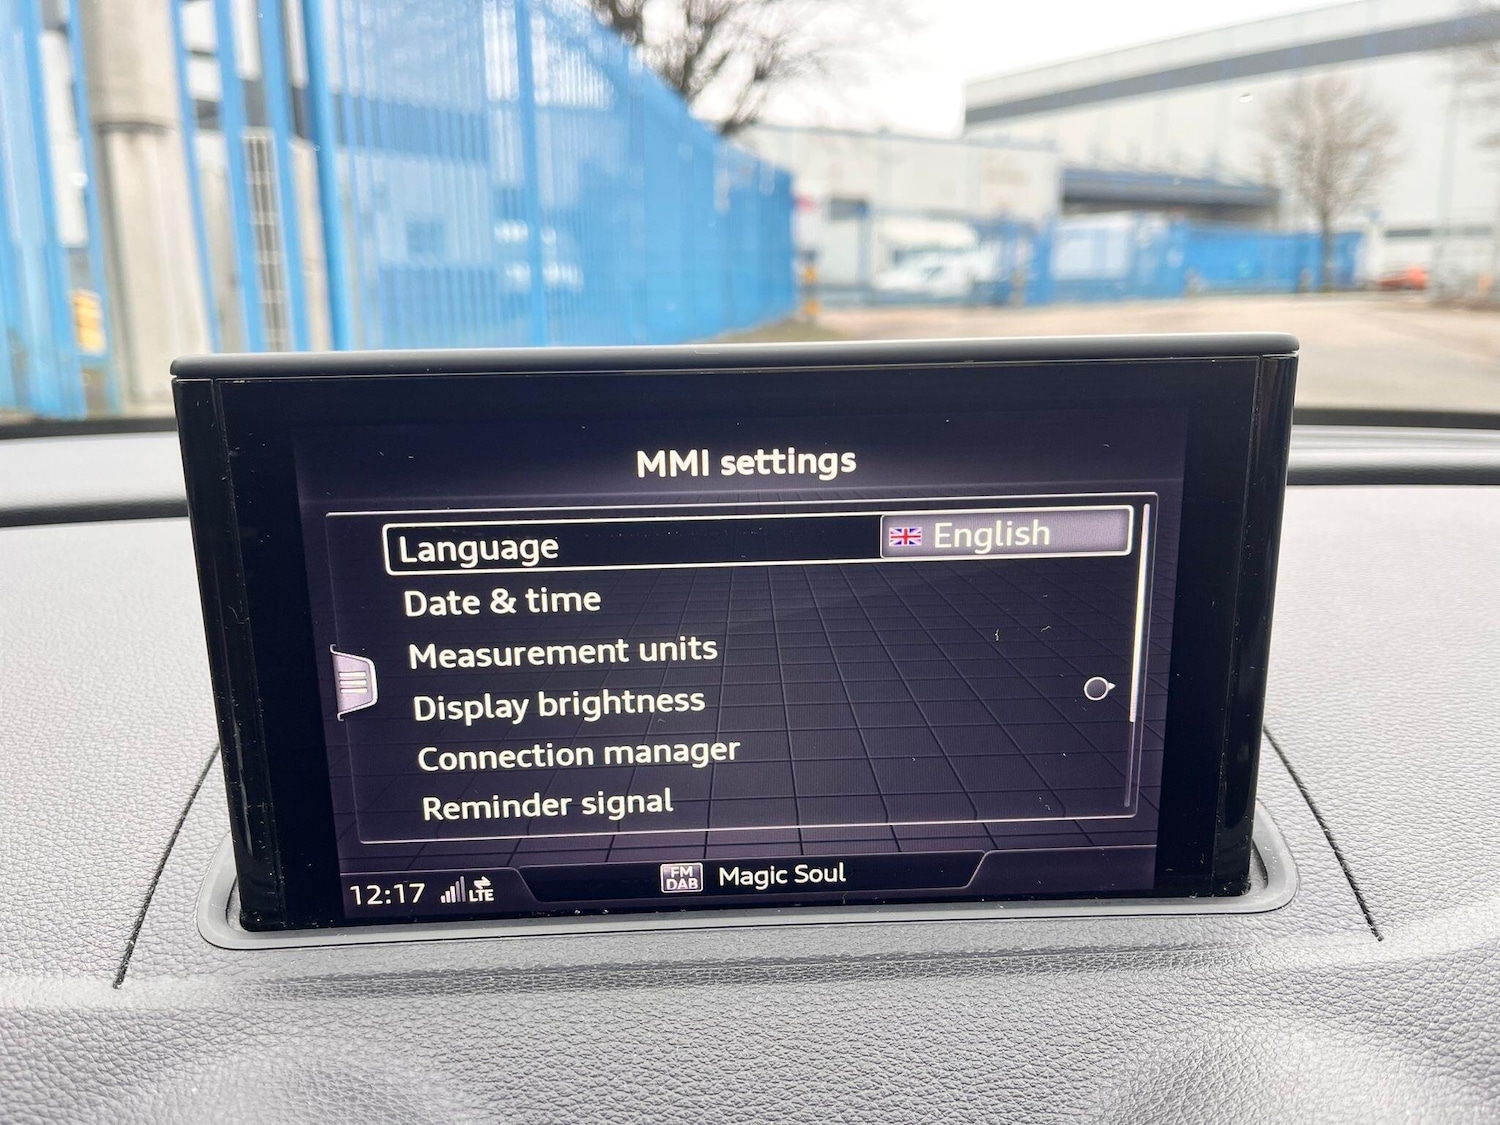 MMI settings
Language English
Date & time
Measurement units
Display brightness
Connection manager
Reminder signal
12:17 LTE FM DAB Magic Soul